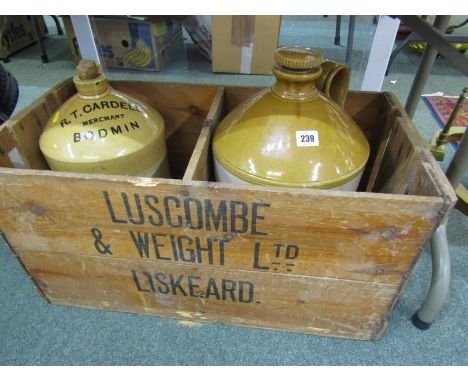 R.T. CARDELL
MERCHANT
BODMIN
239
LUSCOMBE
& WEIGHT LTD
LISKEARD.